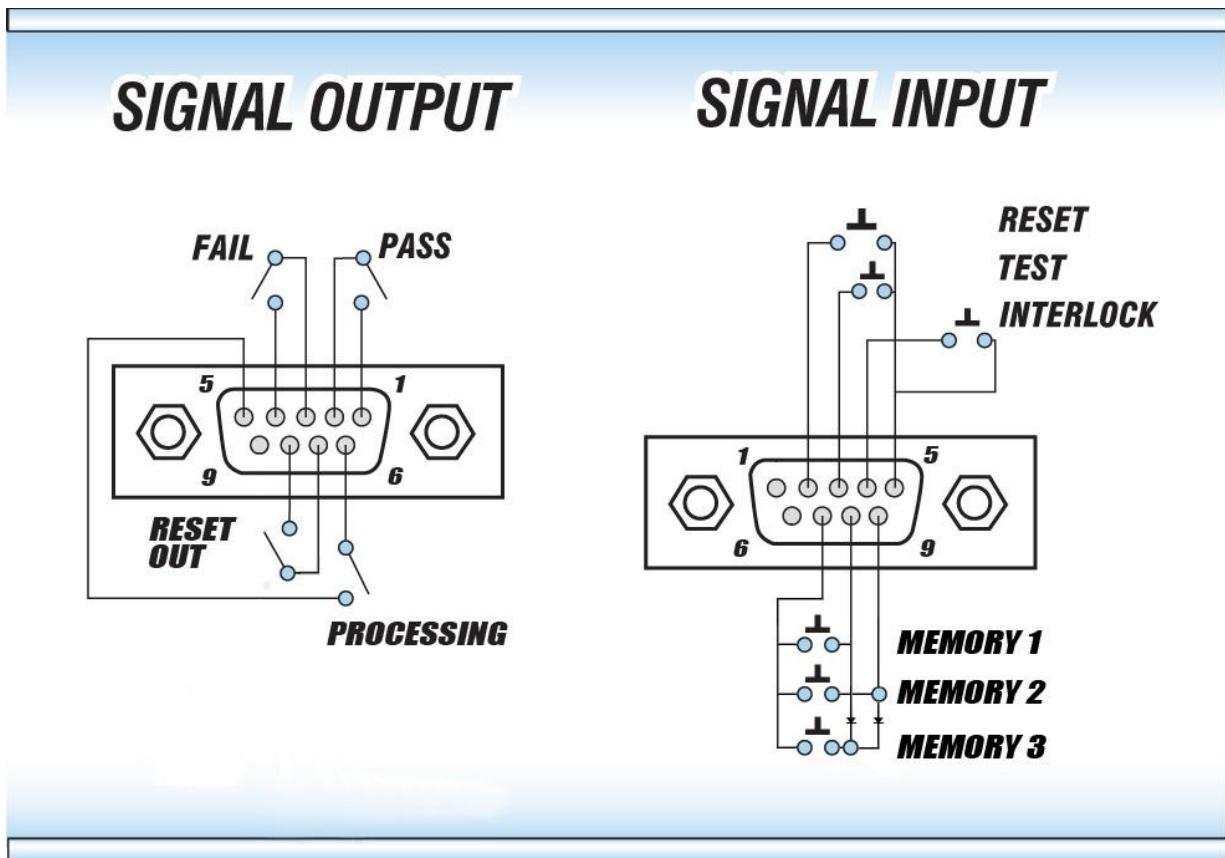 SIGNAL OUTPUT
FAIL
PASS
5
1
9
6
RESET
OUT
PROCESSING
SIGNAL INPUT
RESET
TEST
INTERLOCK
1
5
6
9
MEMORY 1
MEMORY 2
MEMORY 3